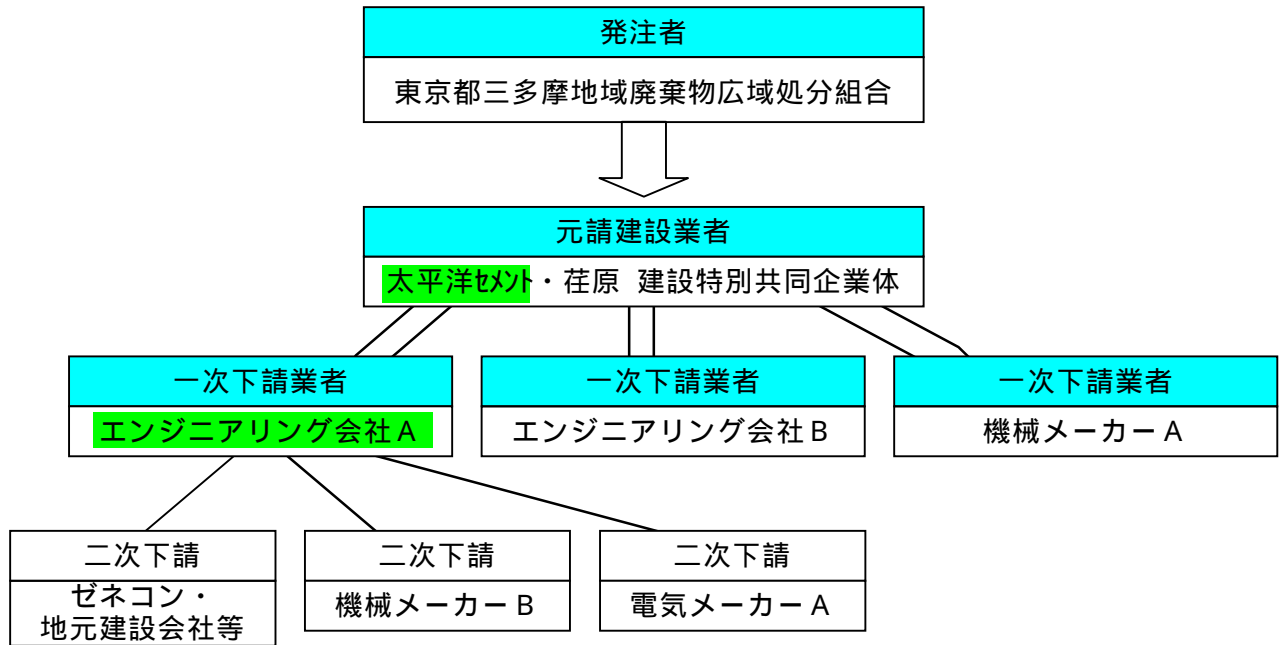 発注者
東京都三多摩地域廃棄物広域処分組合
元請建設業者
太平洋ｾﾒﾝﾄ・荏原 建設特別共同企業体
一次下請業者
エンジニアリング会社Ａ
一次下請業者
エンジニアリング会社Ｂ
一次下請業者
機械メーカーＡ
二次下請
ゼネコン・
地元建設会社等
二次下請
機械メーカーＢ
二次下請
電気メーカーＡ